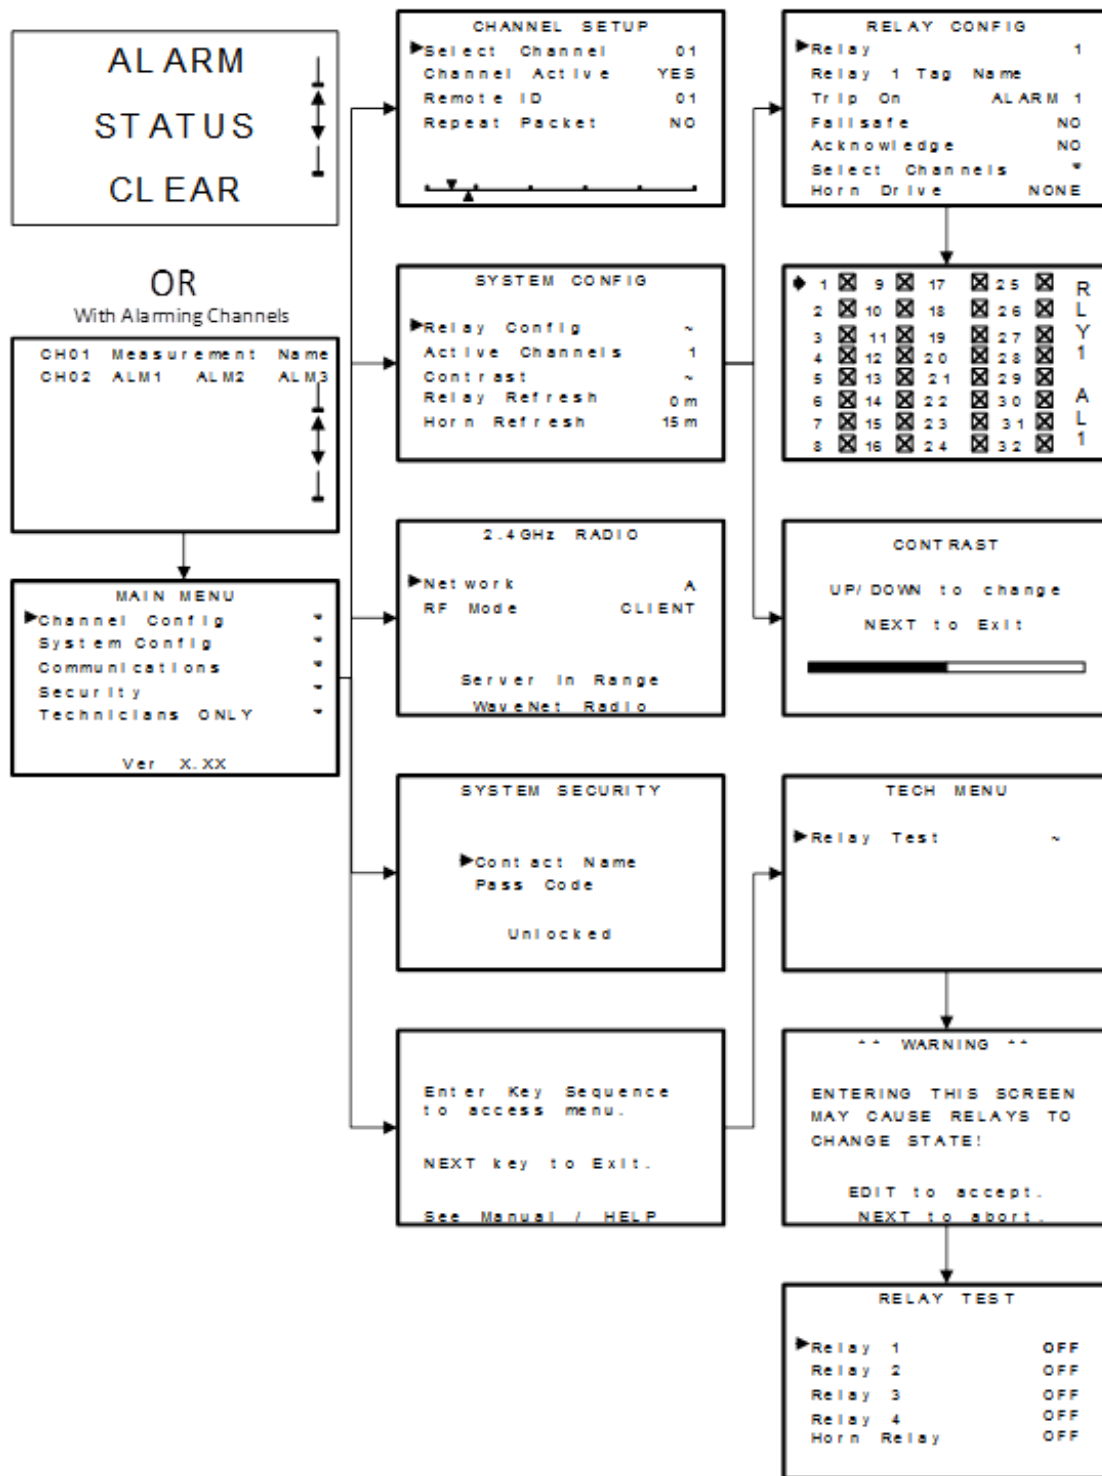 ALARM
STATUS
CLEAR
OR
With Alarming Channels
CH01 Measurement Name
CH02 ALM1 ALM2 ALM3
MAIN MENU
Channel Config
System Config
Communications
Security
Technicians ONLY
Ver X.XX
CHANNEL SETUP
Select Channel 01
Channel Active YES
Remote ID 01
Repeat Packet NO
SYSTEM CONFIG
Relay Config ~
Active Channels 1
Contrast ~
Relay Refresh 0m
Horn Refresh 15m
2.4GHz RADIO
Network A
RF Mode CLIENT
Server In Range
WaveNet Radio
SYSTEM SECURITY
Contact Name
Pass Code
Unlocked
Enter Key Sequence
to access menu.
NEXT key to Exit.
See Manual / HELP
RELAY CONFIG
Relay 1
Relay 1 Tag Name
Trip On ALARM 1
Failsafe NO
Acknowledge NO
Select Channels
Horn Drive NONE
1 9 17 25
2 10 18 26
3 11 19 27
4 12 20 28
5 13 21 29
6 14 22 30
7 15 23 31
8 16 24 32
RLY1 AL1
CONTRAST
UP/DOWN to change
NEXT to Exit
TECH MENU
Relay Test ~
** WARNING **
ENTERING THIS SCREEN
MAY CAUSE RELAYS TO
CHANGE STATE!
EDIT to accept.
NEXT to abort.
RELAY TEST
Relay 1 OFF
Relay 2 OFF
Relay 3 OFF
Relay 4 OFF
Horn Relay OFF